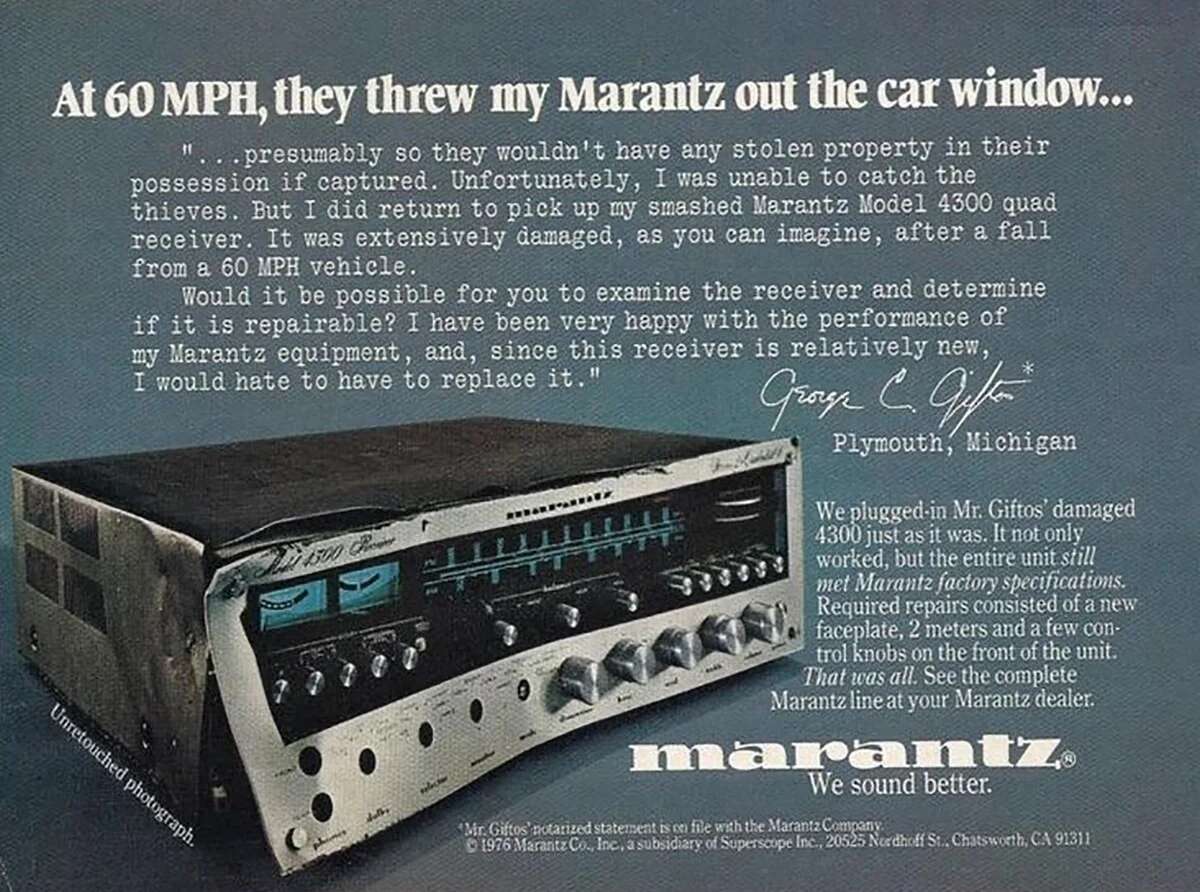 At 60 MPH, they threw my Marantz out the car window...
"...presumably so they wouldn't have any stolen property in their
possession if captured. Unfortunately, I was unable to catch the
thieves. But I did return to pick up my smashed Marantz Model 4300 quad
receiver. It was extensively damaged, as you can imagine, after a fall
from a 60 MPH vehicle.
Would it be possible for you to examine the receiver and determine
if it is repairable? I have been very happy with the performance of
my Marantz equipment, and, since this receiver is relatively new,
I would hate to have to replace it."
George C. Giftos*
Plymouth, Michigan
marantz
Model 4300 Receiver
We plugged-in Mr. Giftos' damaged
4300 just as it was. It not only
worked, but the entire unit still
met Marantz factory specifications.
Required repairs consisted of a new
faceplate, 2 meters and a few con-
trol knobs on the front of the unit.
That was all. See the complete
Marantz line at your Marantz dealer.
phones dolby selector monitor mode
Unretouched photograph.
marantz®
We sound better.
*Mr. Giftos' notarized statement is on file with the Marantz Company.
© 1976 Marantz Co., Inc., a subsidiary of Superscope Inc., 20525 Nordhoff St., Chatsworth, CA 91311